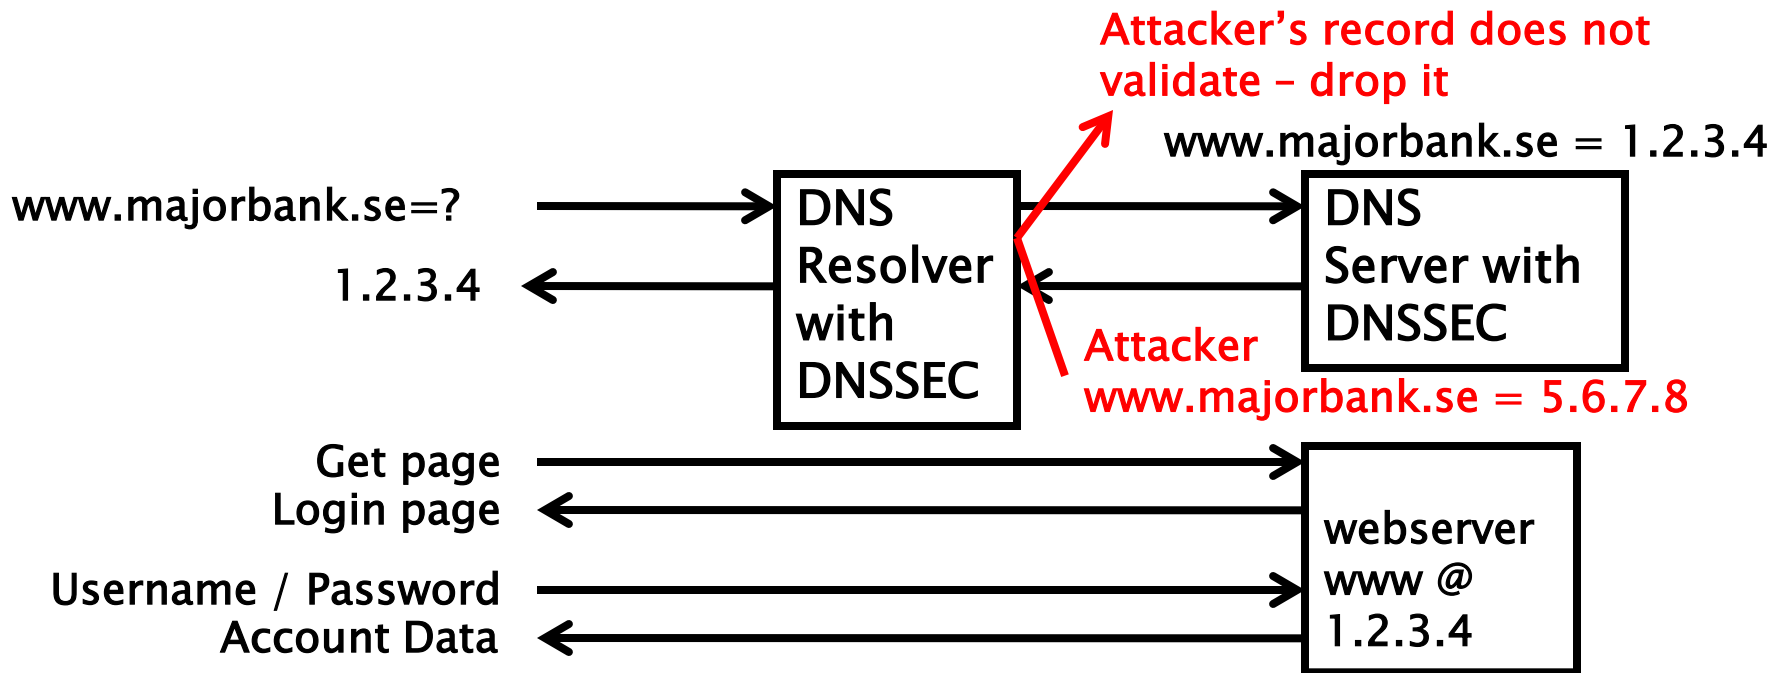 Attacker’s record does not
validate – drop it
www.majorbank.se = 1.2.3.4
www.majorbank.se=?
1.2.3.4
DNS
Resolver
with
DNSSEC
DNS
Server with
DNSSEC
Attacker
www.majorbank.se = 5.6.7.8
Get page
Login page
Username / Password
Account Data
webserver
www @
1.2.3.4